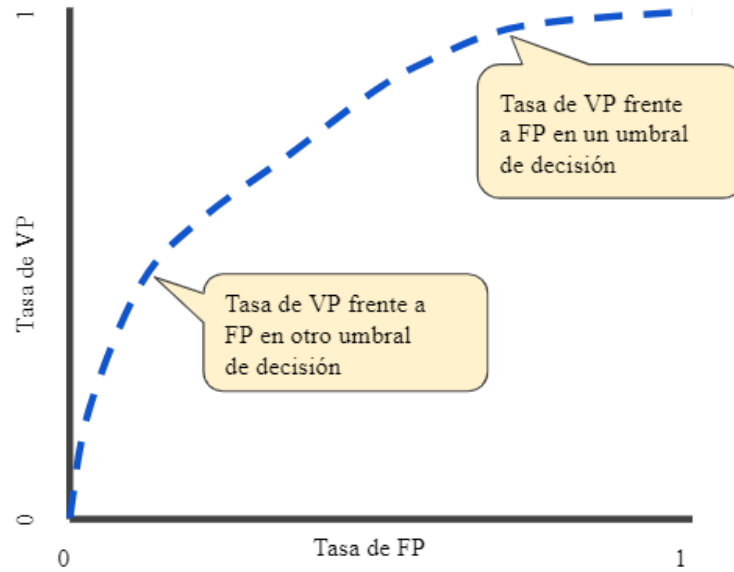 1
Tasa de VP frente
a FP en un umbral
de decisión
Tasa de VP
Tasa de VP frente a
FP en otro umbral
de decisión
0
0
Tasa de FP
1